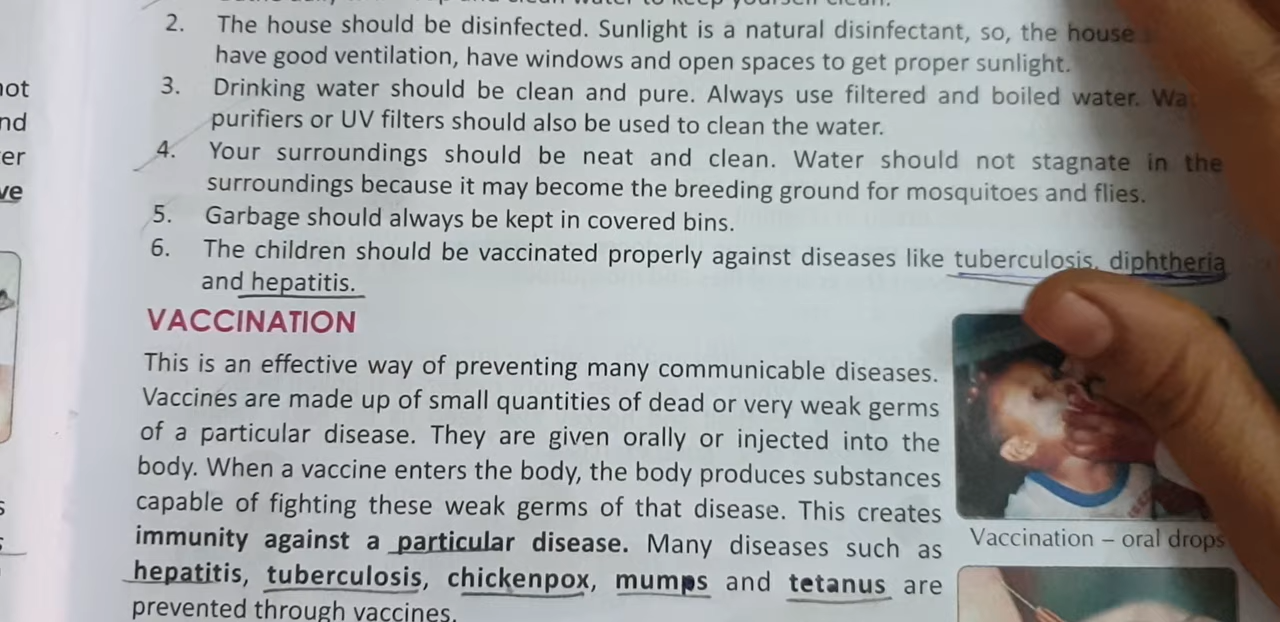 2. The house should be disinfected. Sunlight is a natural disinfectant, so, the house
have good ventilation, have windows and open spaces to get proper sunlight.
3. Drinking water should be clean and pure. Always use filtered and boiled water.
purifiers or UV filters should also be used to clean the water.
4. Your surroundings should be neat and clean. Water should not stagnate in the
surroundings because it may become the breeding ground for mosquitoes and flies.
5. Garbage should always be kept in covered bins.
6. The children should be vaccinated properly against diseases like tuberculosis, diphtheria
and hepatitis.
VACCINATION
This is an effective way of preventing many communicable diseases.
Vaccines are made up of small quantities of dead or very weak germs
of a particular disease. They are given orally or injected into the
body. When a vaccine enters the body, the body produces substances
capable of fighting these weak germs of that disease. This creates
immunity against a particular disease. Many diseases such as
hepatitis, tuberculosis, chickenpox, mumps and tetanus are
prevented through vaccines.
Vaccination – oral drops